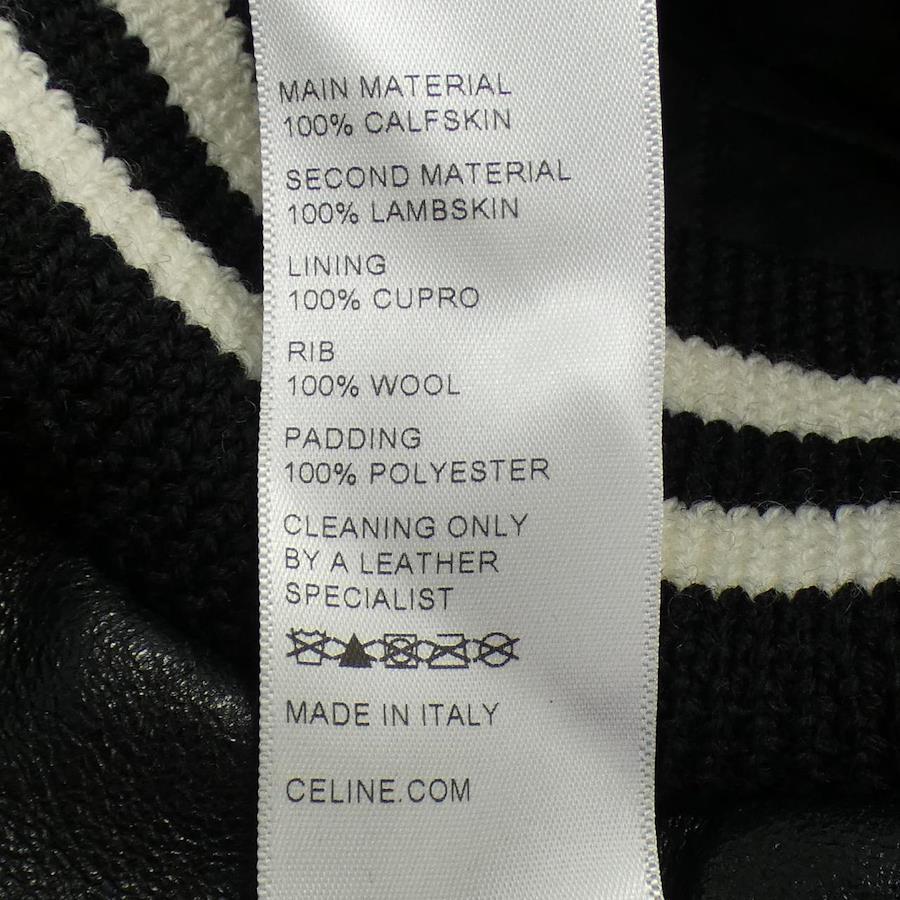 MAIN MATERIAL
100% CALFSKIN
SECOND MATERIAL
100% LAMBSKIN
LINING
100% CUPRO
RIB
100% WOOL
PADDING
100% POLYESTER
CLEANING ONLY
BY A LEATHER
SPECIALIST
MADE IN ITALY
CELINE.COM